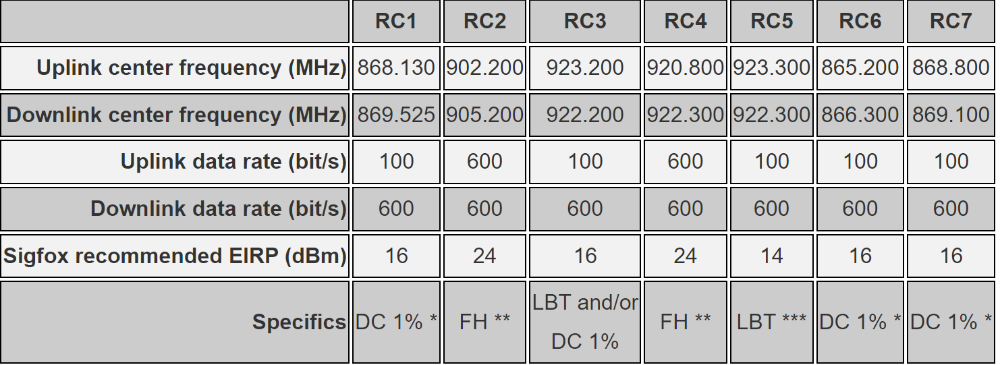 RC1 RC2 RC3 RC4 RC5 RC6 RC7
Uplink center frequency (MHz) 868.130 902.200 923.200 920.800 923.300 865.200 868.800
Downlink center frequency (MHz) 869.525 905.200 922.200 922.300 922.300 866.300 869.100
Uplink data rate (bit/s) 100 600 100 600 100 100 100
Downlink data rate (bit/s) 600 600 600 600 600 600 600
Sigfox recommended EIRP (dBm) 16 24 16 24 14 16 16
Specifics DC 1% * FH ** LBT and/or DC 1% FH ** LBT *** DC 1% * DC 1% *